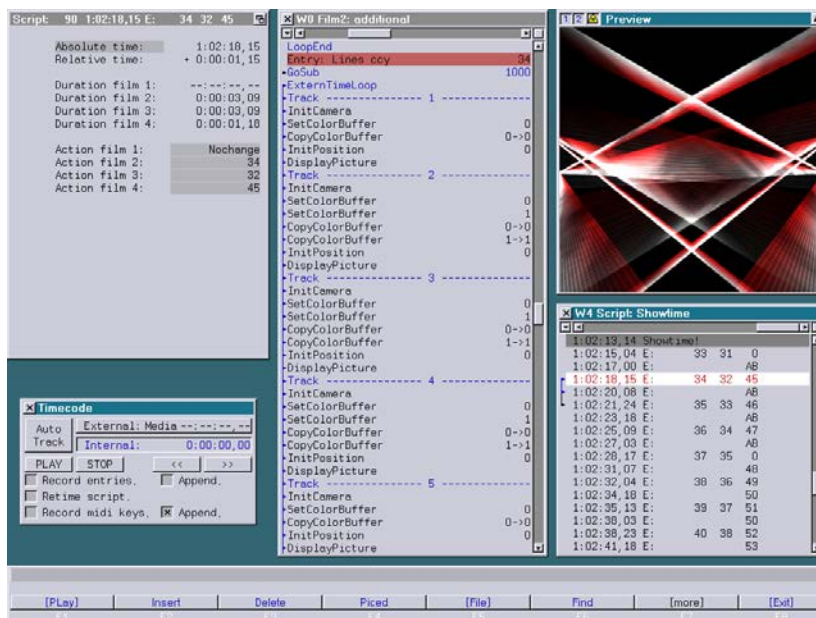 Script: 90 1:02:18,15 E: 34 32 45
Absolute time: 1:02:18,15
Relative time: + 0:00:01,15
Duration film 1: --:--:--,--
Duration film 2: 0:00:03,09
Duration film 3: 0:00:03,09
Duration film 4: 0:00:01,18
Action film 1: Nochange
Action film 2: 34
Action film 3: 32
Action film 4: 45
Timecode
Auto Track
External: Media --:--:--,--
Internal: 0:00:00,00
PLAY STOP << >>
Record entries. Append.
Retime script.
Record midi keys. Append.
W0 Film2: additional
LoopEnd
Entry: Lines ccy 34
GoSub 1000
ExternTimeLoop
Track ---------------- 1 ---------------
InitCamera
SetColorBuffer 0
CopyColorBuffer 0->0
InitPosition 0
DisplayPicture
Track ---------------- 2 ---------------
InitCamera
SetColorBuffer 0
SetColorBuffer 1
CopyColorBuffer 0->0
CopyColorBuffer 1->1
InitPosition 0
DisplayPicture
Track ---------------- 3 ---------------
InitCamera
SetColorBuffer 0
SetColorBuffer 1
CopyColorBuffer 0->0
CopyColorBuffer 1->1
InitPosition 0
DisplayPicture
Track ---------------- 4 ---------------
InitCamera
SetColorBuffer 0
SetColorBuffer 1
CopyColorBuffer 0->0
CopyColorBuffer 1->1
InitPosition 0
DisplayPicture
Track ---------------- 5 ---------------
InitCamera
SetColorBuffer 0
CopyColorBuffer 0->0
InitPosition 0
DisplayPicture
1 2 Preview
W4 Script: Showtime
1:02:13,14 Showtime!
1:02:15,04 E: 33 31 0
1:02:17,00 E: AB
1:02:18,15 E: 34 32 45
1:02:20,08 E: AB
1:02:21,24 E: 35 33 46
1:02:23,18 E: AB
1:02:25,09 E: 36 34 47
1:02:27,03 E: AB
1:02:28,17 E: 37 35 0
1:02:31,07 E: 48
1:02:32,04 E: 38 36 49
1:02:34,18 E: 50
1:02:35,13 E: 39 37 51
1:02:38,03 E: 50
1:02:38,23 E: 40 38 52
1:02:41,18 E: 53
[PLay] Insert Delete Piced [File] Find [more] [Exit]